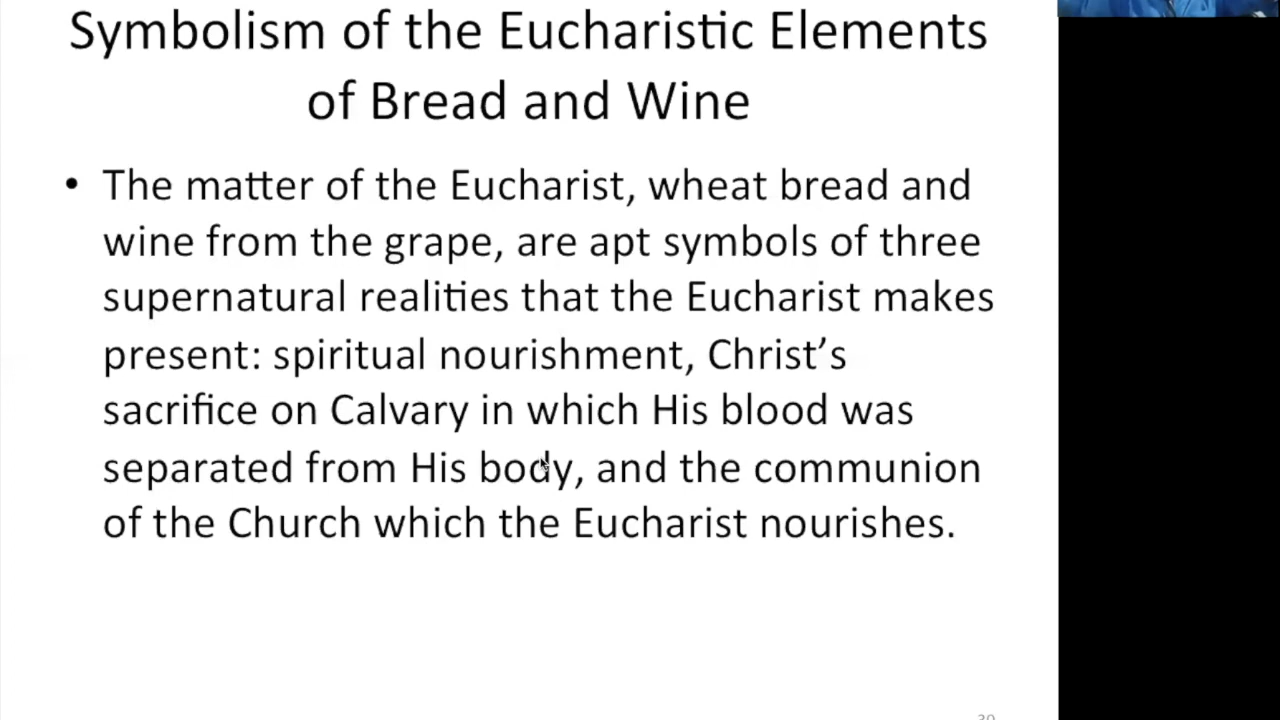 Symbolism of the Eucharistic Elements
of Bread and Wine
• The matter of the Eucharist, wheat bread and
wine from the grape, are apt symbols of three
supernatural realities that the Eucharist makes
present: spiritual nourishment, Christ’s
sacrifice on Calvary in which His blood was
separated from His body, and the communion
of the Church which the Eucharist nourishes.